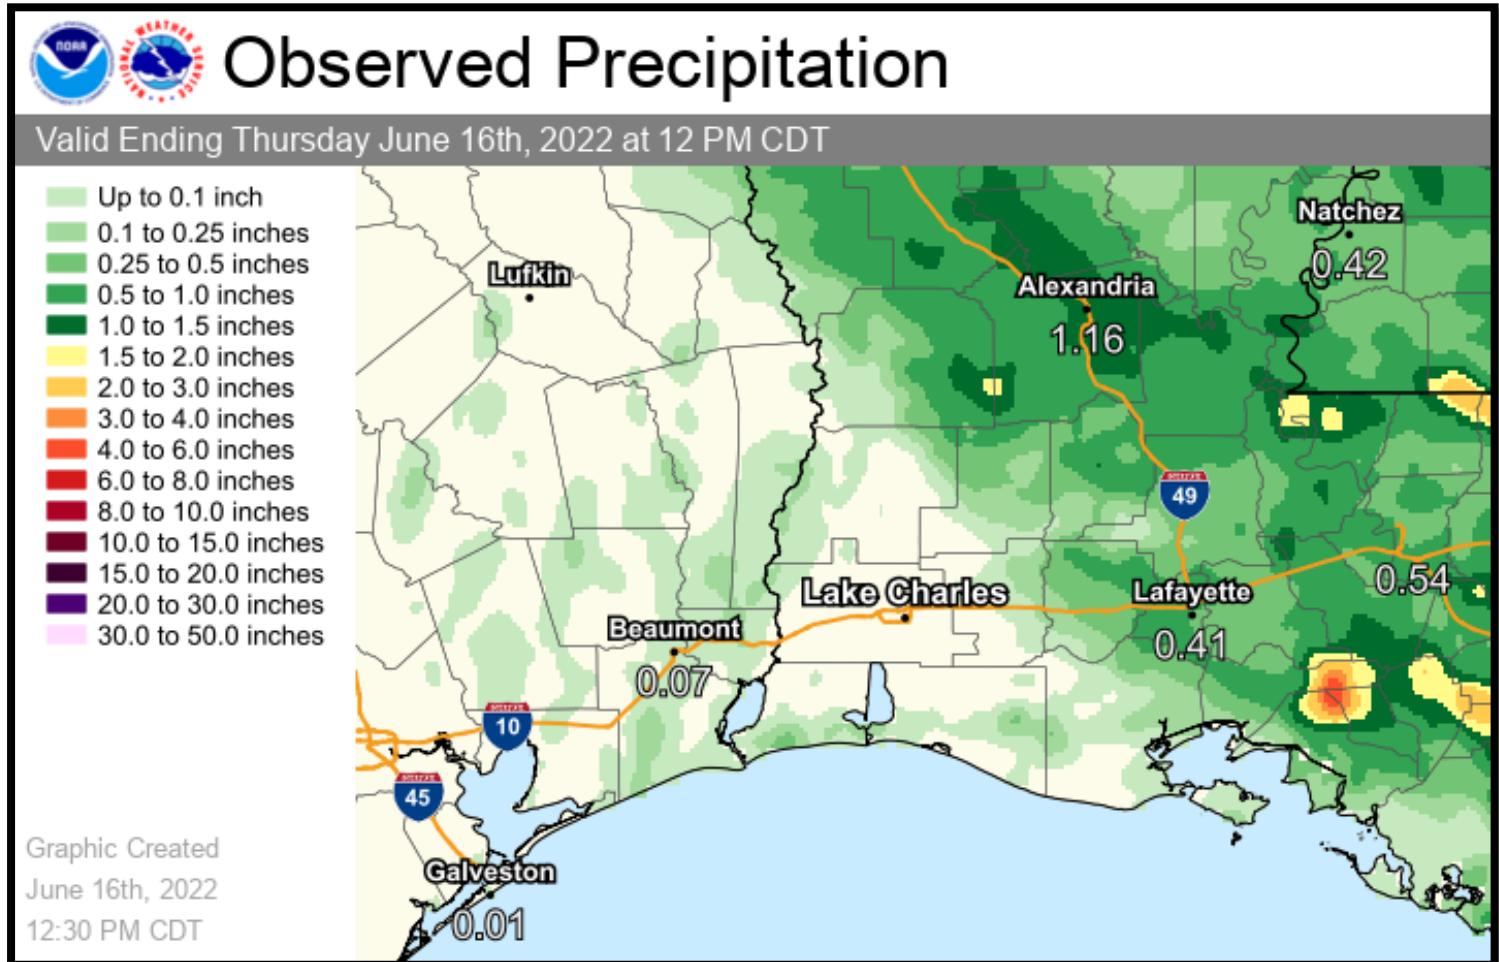 NOAA
NATIONAL WEATHER SERVICE
Observed Precipitation
Valid Ending Thursday June 16th, 2022 at 12 PM CDT
Up to 0.1 inch
0.1 to 0.25 inches
0.25 to 0.5 inches
0.5 to 1.0 inches
1.0 to 1.5 inches
1.5 to 2.0 inches
2.0 to 3.0 inches
3.0 to 4.0 inches
4.0 to 6.0 inches
6.0 to 8.0 inches
8.0 to 10.0 inches
10.0 to 15.0 inches
15.0 to 20.0 inches
20.0 to 30.0 inches
30.0 to 50.0 inches
Graphic Created
June 16th, 2022
12:30 PM CDT
Natchez
0.42
Lufkin
Alexandria
1.16
49
Lake Charles
Lafayette
0.41
0.54
Beaumont
0.07
10
45
Galveston
0.01